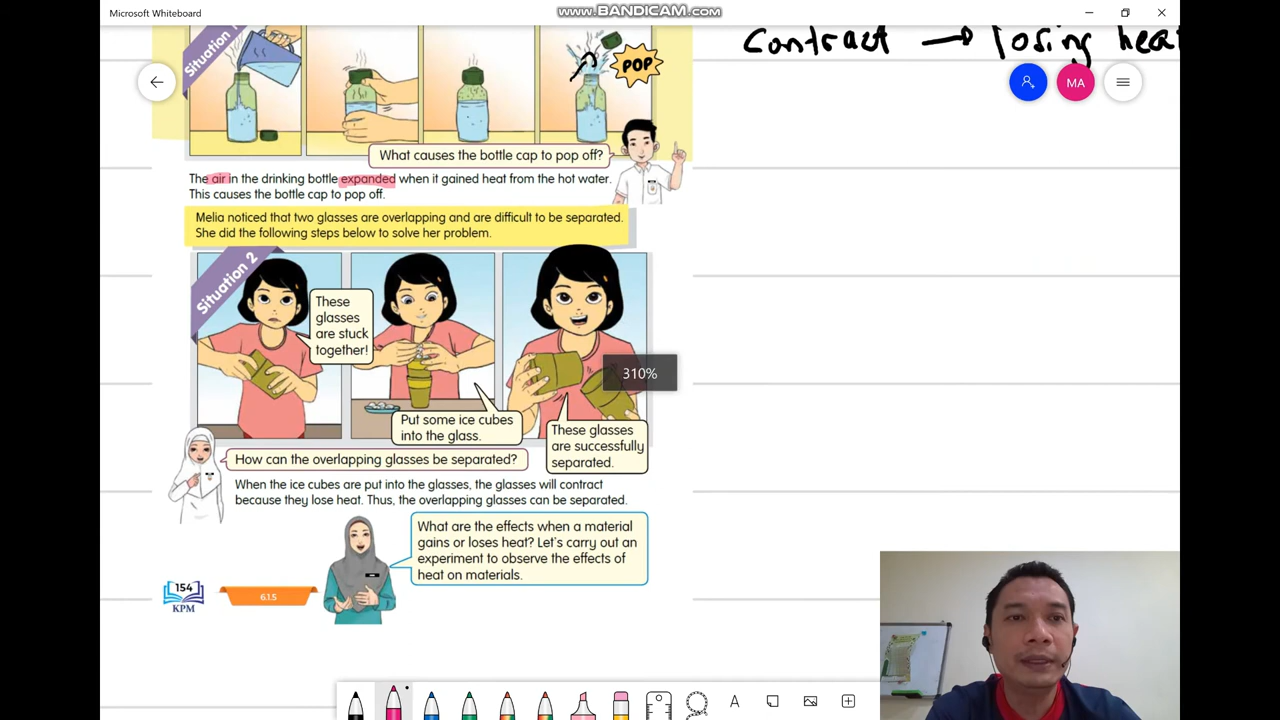 Microsoft Whiteboard
www.BANDICAM.com
Contract → losing heat
MA
Situation 1
POP
What causes the bottle cap to pop off?
The air in the drinking bottle expanded when it gained heat from the hot water.
This causes the bottle cap to pop off.
Melia noticed that two glasses are overlapping and are difficult to be separated.
She did the following steps below to solve her problem.
Situation 2
These
glasses
are stuck
together!
310%
Put some ice cubes
into the glass.
These glasses
are successfully
separated.
How can the overlapping glasses be separated?
When the ice cubes are put into the glasses, the glasses will contract
because they lose heat. Thus, the overlapping glasses can be separated.
What are the effects when a material
gains or loses heat? Let's carry out an
experiment to observe the effects of
heat on materials.
154
KPM
6.1.5
A